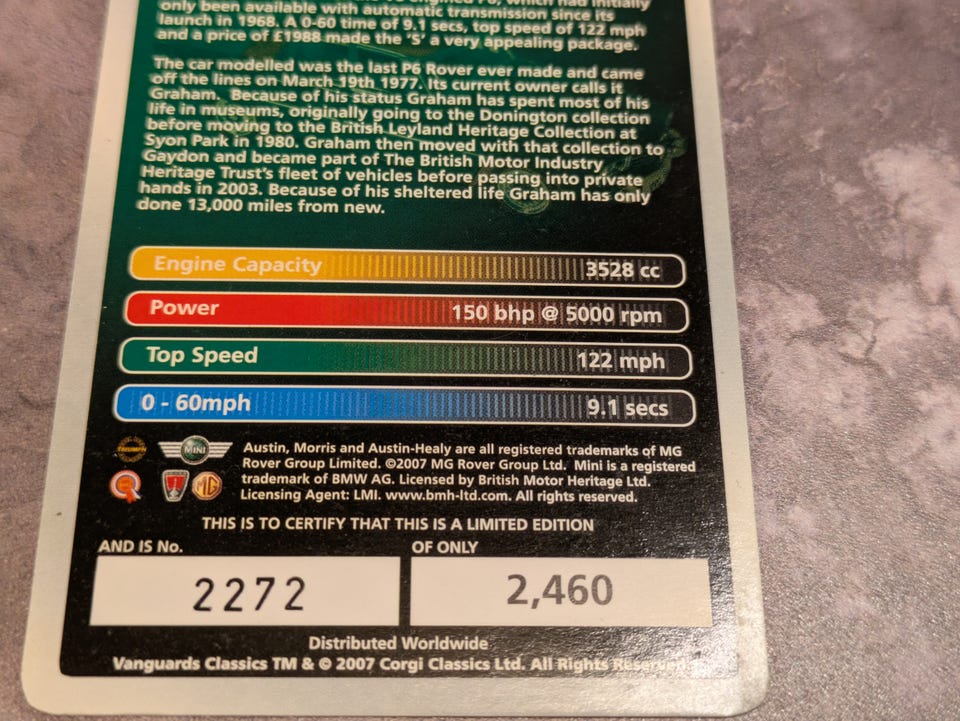 only been available with automatic transmission since its
launch in 1968. A 0-60 time of 9.1 secs, top speed of 122 mph
and a price of £1988 made the 'S' a very appealing package.
The car modelled was the last P6 Rover ever made and came
off the lines on March 19th 1977. Its current owner calls it
Graham. Because of his status Graham has spent most of his
life in museums, originally going to the Donington collection
before moving to the British Leyland Heritage Collection at
Syon Park in 1980. Graham then moved with that collection to
Gaydon and became part of The British Motor Industry
Heritage Trust's fleet of vehicles before passing into private
hands in 2003. Because of his sheltered life Graham has only
done 13,000 miles from new.
Engine Capacity 3528 cc
Power 150 bhp @ 5000 rpm
Top Speed 122 mph
0 - 60mph 9.1 secs
TRIUMPH MINI
MG
Austin, Morris and Austin-Healy are all registered trademarks of MG
Rover Group Limited. ©2007 MG Rover Group Ltd. Mini is a registered
trademark of BMW AG. Licensed by British Motor Heritage Ltd.
Licensing Agent: LMI. www.bmh-ltd.com. All rights reserved.
THIS IS TO CERTIFY THAT THIS IS A LIMITED EDITION
AND IS No. OF ONLY
2272 2,460
Distributed Worldwide
Vanguards Classics TM & © 2007 Corgi Classics Ltd. All Rights Reserved.